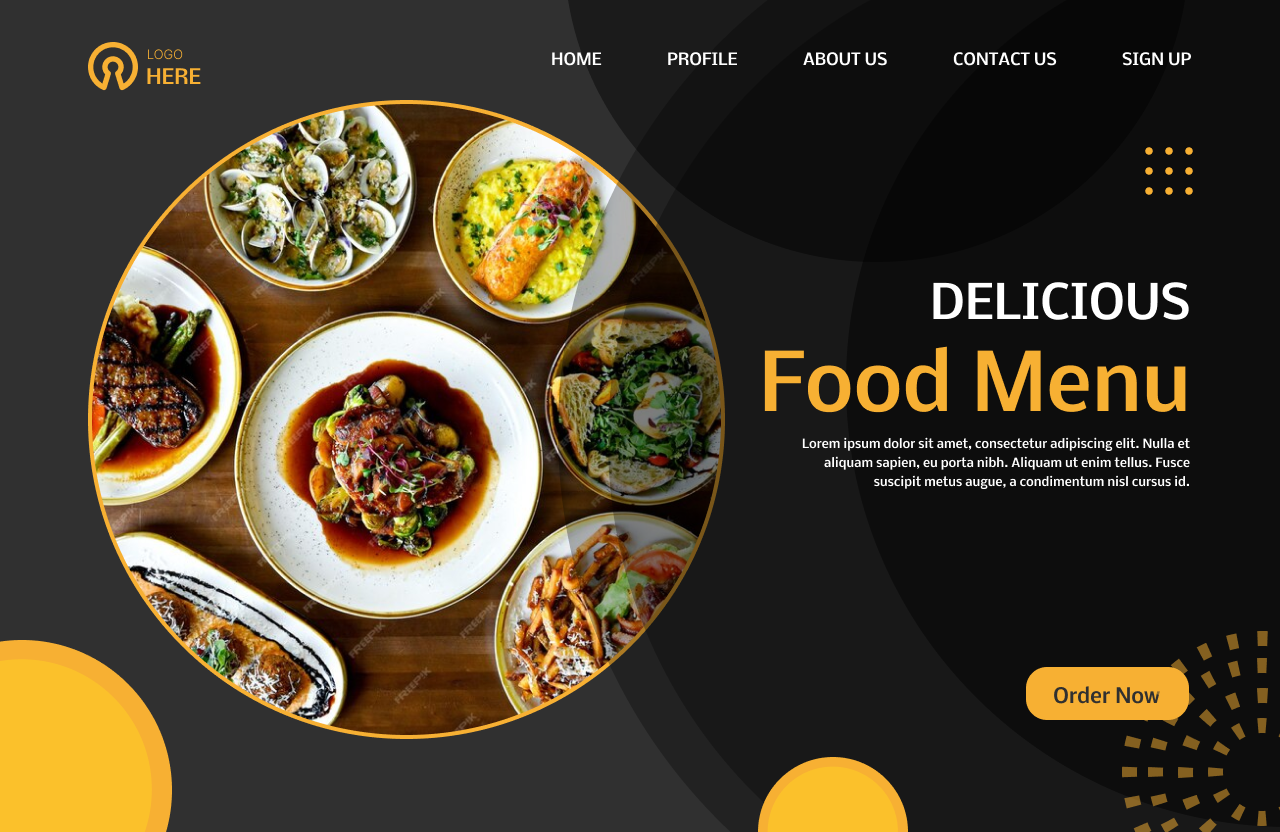 LOGO
HERE
HOME PROFILE ABOUT US CONTACT US SIGN UP
DELICIOUS
Food Menu
Lorem ipsum dolor sit amet, consectetur adipiscing elit. Nulla et
aliquam sapien, eu porta nibh. Aliquam ut enim tellus. Fusce
suscipit metus augue, a condimentum nisl cursus id.
Order Now
FREEPIK